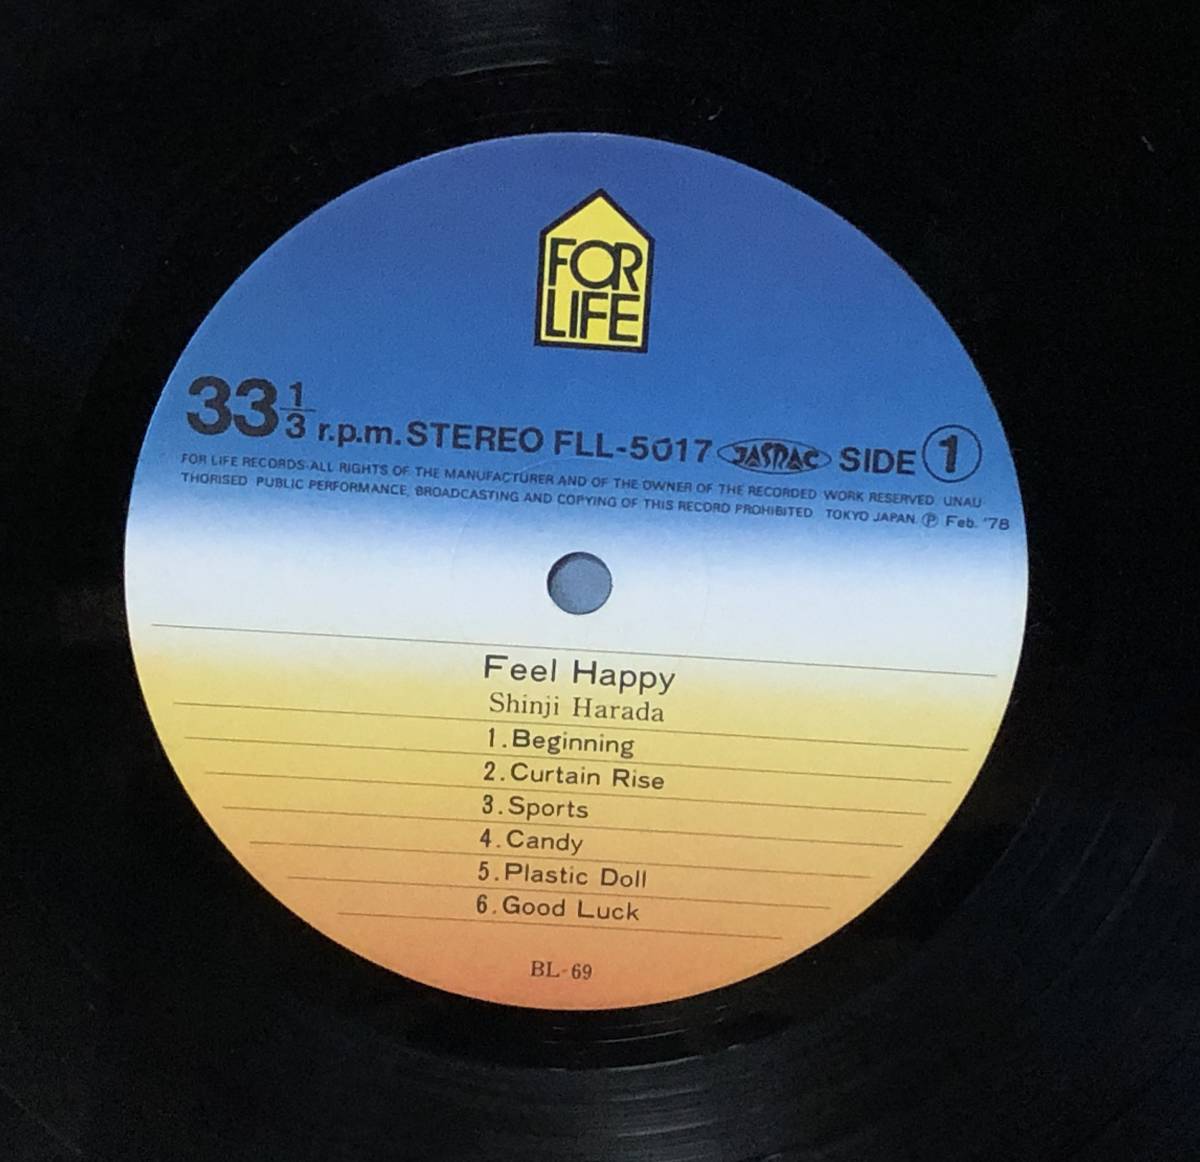 FOR
LIFE
33 1/3 r.p.m. STEREO FLL-5017 JASRAC SIDE 1
FOR LIFE RECORDS·ALL RIGHTS OF THE MANUFACTURER AND OF THE OWNER OF THE RECORDED WORK RESERVED UNAU
THORISED PUBLIC PERFORMANCE, BROADCASTING AND COPYING OF THIS RECORD PROHIBITED TOKYO JAPAN. Ⓟ Feb. '78
Feel Happy
Shinji Harada
1.Beginning
2.Curtain Rise
3.Sports
4.Candy
5.Plastic Doll
6.Good Luck
BL-69